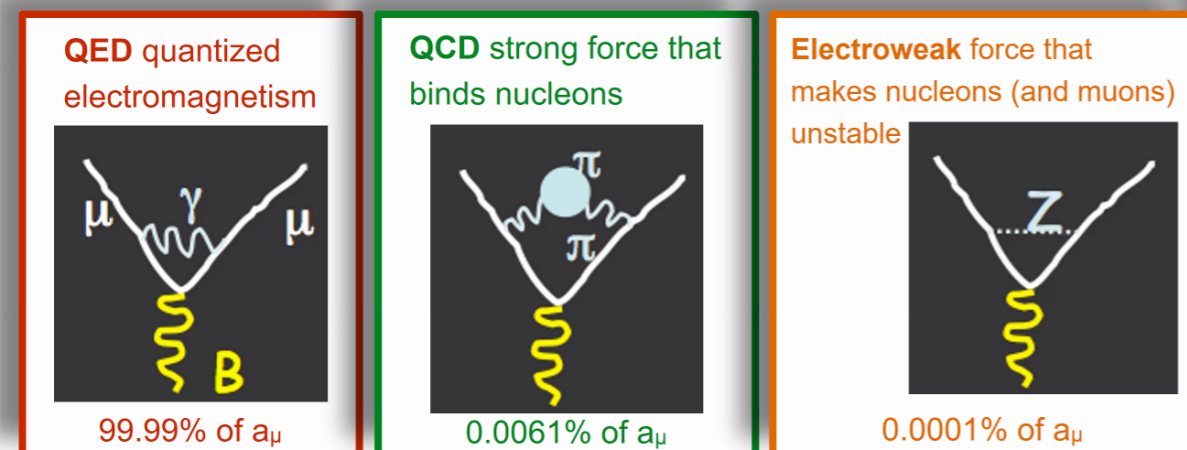 QED quantized
electromagnetism
μ
γ
μ
B
99.99% of aμ
QCD strong force that
binds nucleons
π
π
0.0061% of aμ
Electroweak force that
makes nucleons (and muons)
unstable
Z
0.0001% of aμ